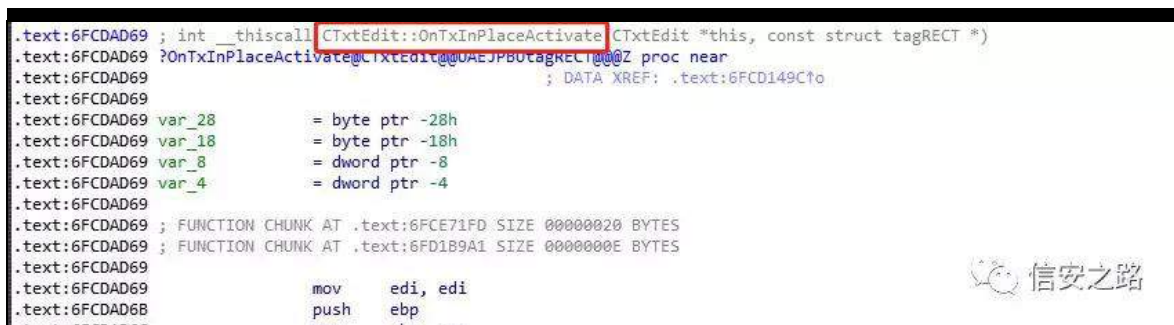 .text:6FCDAD69 ; int __thiscall CTxtEdit::OnTxInPlaceActivate(CTxtEdit *this, const struct tagRECT *)
.text:6FCDAD69 ?OnTxInPlaceActivate@CTxtEdit@@UAEJPBUtagRECT@@@Z proc near
; DATA XREF: .text:6FCD149C↑o
.text:6FCDAD69
.text:6FCDAD69 var_28 = byte ptr -28h
.text:6FCDAD69 var_18 = byte ptr -18h
.text:6FCDAD69 var_8 = dword ptr -8
.text:6FCDAD69 var_4 = dword ptr -4
.text:6FCDAD69
.text:6FCDAD69 ; FUNCTION CHUNK AT .text:6FCE71FD SIZE 00000020 BYTES
.text:6FCDAD69 ; FUNCTION CHUNK AT .text:6FD1B9A1 SIZE 0000000E BYTES
.text:6FCDAD69
.text:6FCDAD69 mov edi, edi
.text:6FCDAD6B push ebp
信安之路